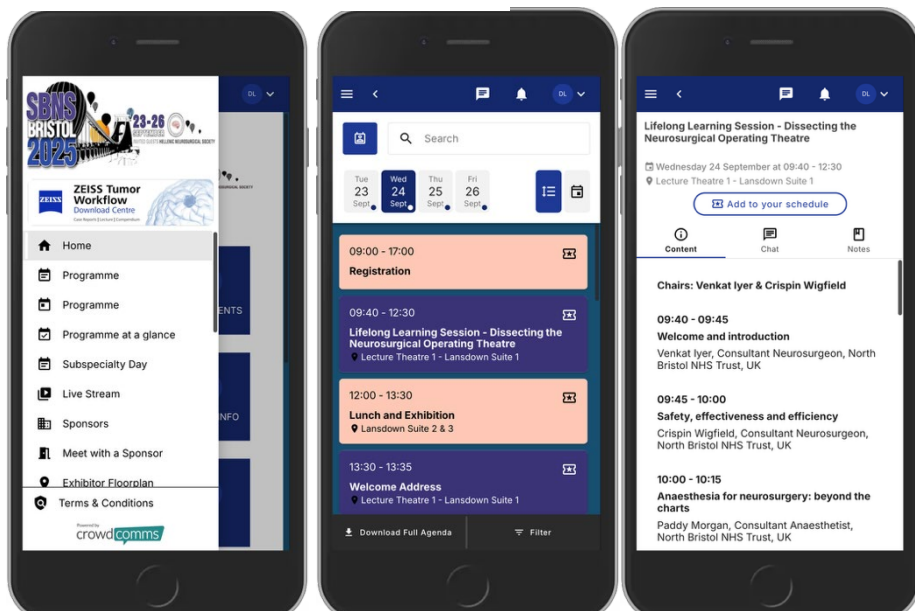 SBNS
BRISTOL
2025
23-26
SEPTEMBER
ZEISS
ZEISS Tumor
Workflow
Download Centre
Case Reports | Lecture | Compendium
Home
Programme
Programme
Programme at a glance
Subspecialty Day
Live Stream
Sponsors
Meet with a Sponsor
Exhibitor Floorplan
Terms & Conditions
Powered by
crowdcomms
DL
ENTS
NFO
DL
Search
Tue
23
Sept
Wed
24
Sept
Thu
25
Sept
Fri
26
Sept
09:00 - 17:00
Registration
09:40 - 12:30
Lifelong Learning Session - Dissecting the
Neurosurgical Operating Theatre
Lecture Theatre 1 - Lansdown Suite 1
12:00 - 13:30
Lunch and Exhibition
Lansdown Suite 2 & 3
13:30 - 13:35
Welcome Address
Lecture Theatre 1 - Lansdown Suite 1
Download Full Agenda
Filter
DL
Lifelong Learning Session - Dissecting the
Neurosurgical Operating Theatre
Wednesday 24 September at 09:40 - 12:30
Lecture Theatre 1 - Lansdown Suite 1
Add to your schedule
Content
Chat
Notes
Chairs: Venkat Iyer & Crispin Wigfield
09:40 - 09:45
Welcome and introduction
Venkat Iyer, Consultant Neurosurgeon, North
Bristol NHS Trust, UK
09:45 - 10:00
Safety, effectiveness and efficiency
Crispin Wigfield, Consultant Neurosurgeon,
North Bristol NHS Trust, UK
10:00 - 10:15
Anaesthesia for neurosurgery: beyond the
charts
Paddy Morgan, Consultant Anaesthetist,
North Bristol NHS Trust, UK